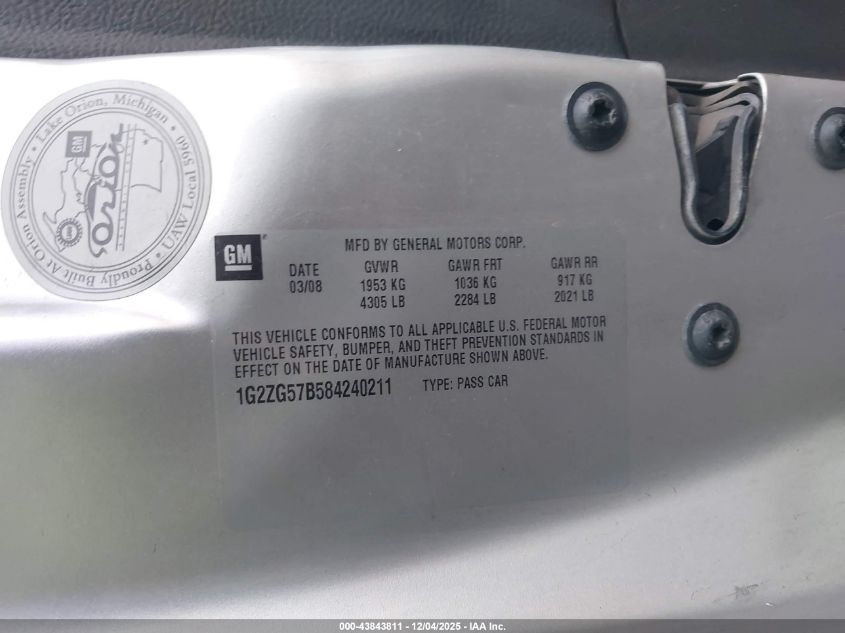 Proudly Built At Orion Assembly • Lake Orion, Michigan • UAW Local 5960
GM
orion
GM
MFD BY GENERAL MOTORS CORP.
DATE GVWR GAWR FRT GAWR RR
03/08 1953 KG 1036 KG 917 KG
4305 LB 2284 LB 2021 LB
THIS VEHICLE CONFORMS TO ALL APPLICABLE U.S. FEDERAL MOTOR
VEHICLE SAFETY, BUMPER, AND THEFT PREVENTION STANDARDS IN
EFFECT ON THE DATE OF MANUFACTURE SHOWN ABOVE.
1G2ZG57B584240211 TYPE: PASS CAR
000-43843811 - 12/04/2025 - IAA Inc.